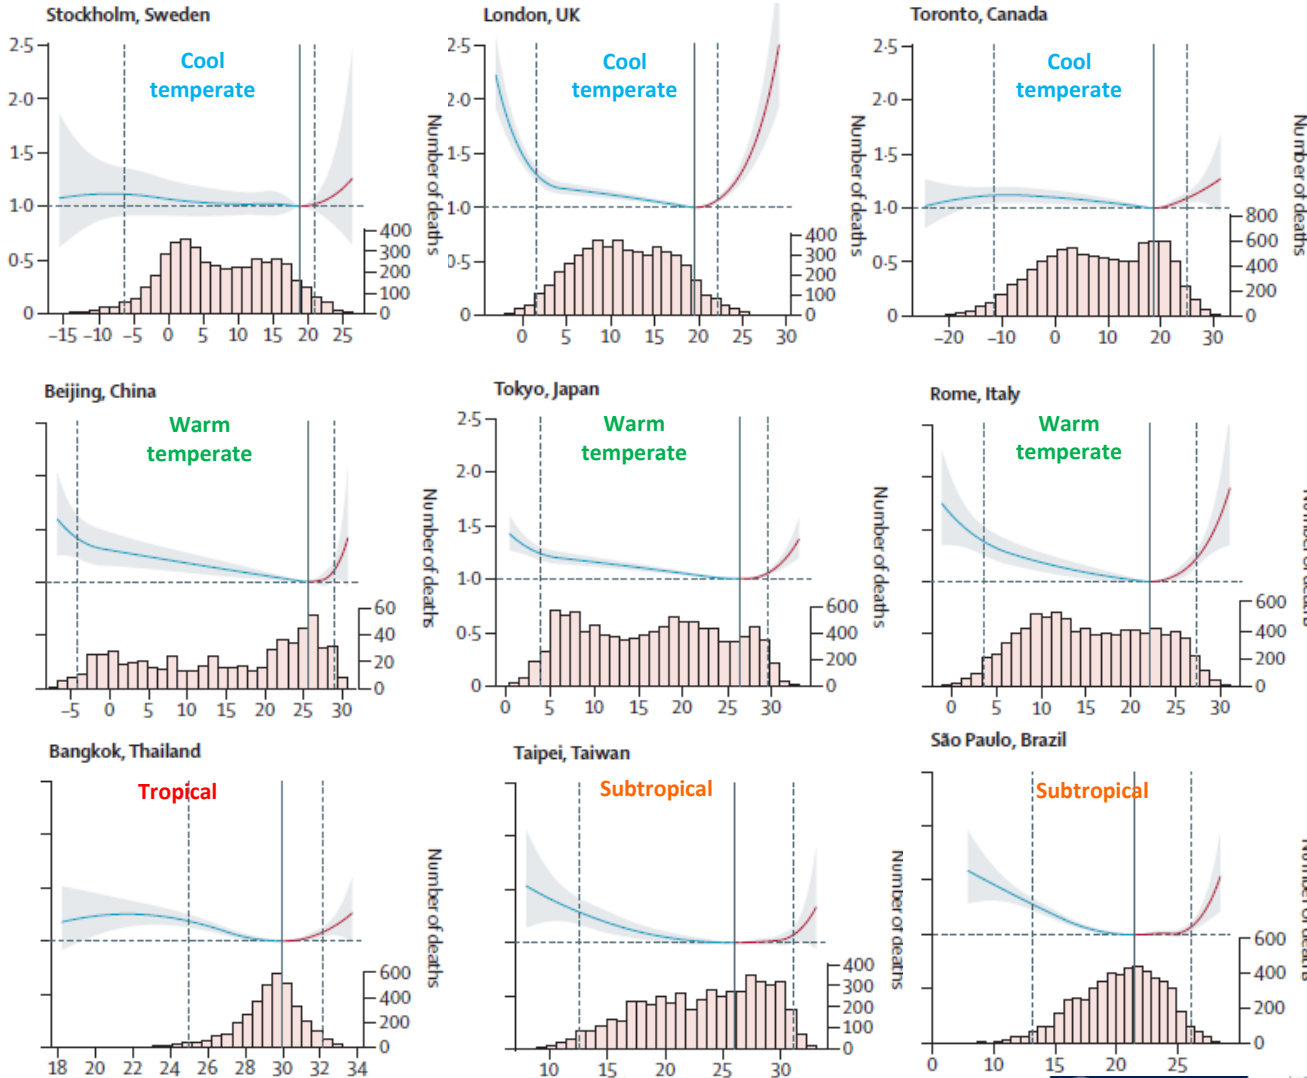 Stockholm, Sweden
London, UK
Toronto, Canada
2·5
2·0
1·5
1·0
0·5
0
Cool
temperate
400
300
200
100
0
−15 −10 −5 0 5 10 15 20 25
Number of deaths
2·5
2·0
1·5
1·0
0·5
0
Cool
temperate
400
300
200
100
0
0 5 10 15 20 25 30
Number of deaths
2·5
2·0
1·5
1·0
0·5
0
Cool
temperate
800
600
400
200
0
−20 −10 0 10 20 30
Number of deaths
Beijing, China
Tokyo, Japan
Rome, Italy
Warm
temperate
60
40
20
0
−5 0 5 10 15 20 25 30
Number of deaths
2·5
2·0
1·5
1·0
0·5
0
Warm
temperate
600
400
200
0
0 5 10 15 20 25 30
Number of deaths
Warm
temperate
600
400
200
0
0 5 10 15 20 25 30
Bangkok, Thailand
Taipei, Taiwan
São Paulo, Brazil
Tropical
600
400
200
0
18 20 22 24 26 28 30 32 34
Number of deaths
Subtropical
400
300
200
100
0
10 15 20 25 30
Number of deaths
Subtropical
600
400
200
0
0 10 15 20 25